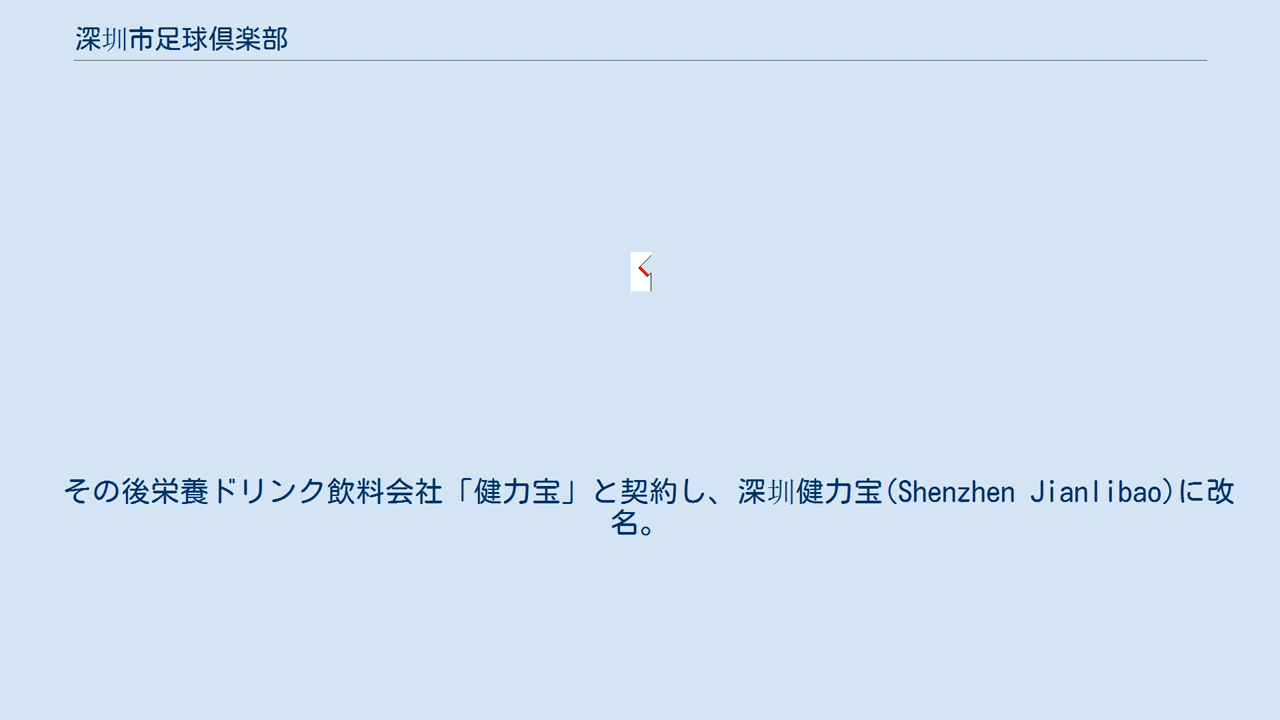 深圳市足球倶楽部
その後栄養ドリンク飲料会社「健力宝」と契約し、深圳健力宝(Shenzhen Jianlibao)に改
名。